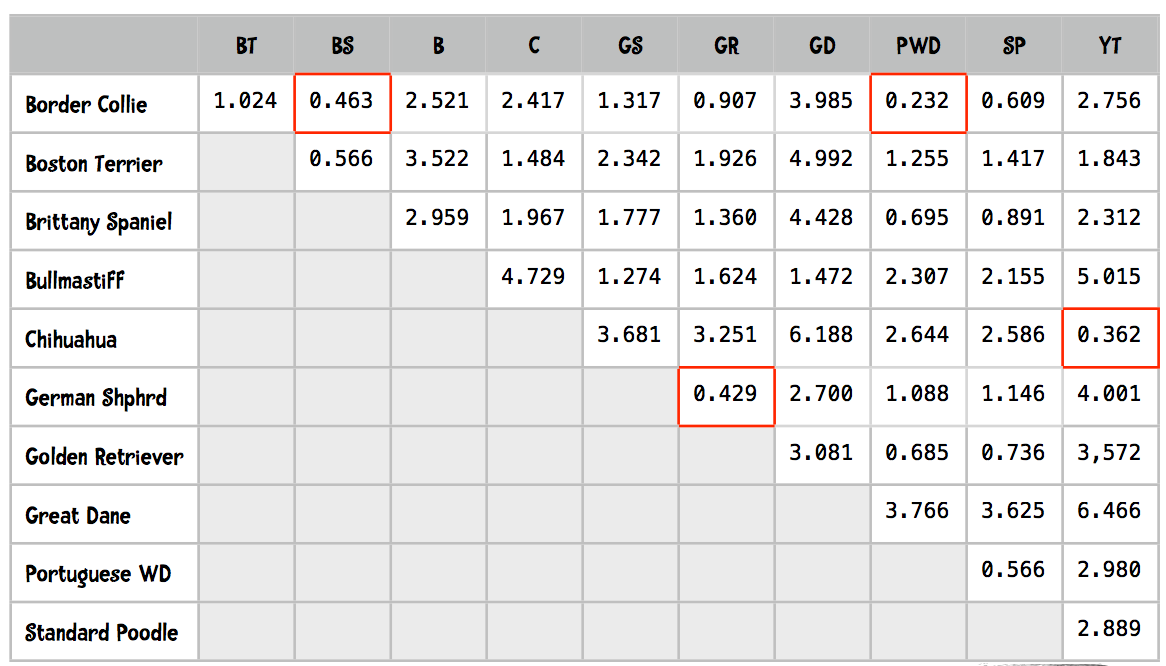 BT BS B C GS GR GD PWD SP YT
Border Collie 1.024 0.463 2.521 2.417 1.317 0.907 3.985 0.232 0.609 2.756
Boston Terrier 0.566 3.522 1.484 2.342 1.926 4.992 1.255 1.417 1.843
Brittany Spaniel 2.959 1.967 1.777 1.360 4.428 0.695 0.891 2.312
Bullmastiff 4.729 1.274 1.624 1.472 2.307 2.155 5.015
Chihuahua 3.681 3.251 6.188 2.644 2.586 0.362
German Shphrd 0.429 2.700 1.088 1.146 4.001
Golden Retriever 3.081 0.685 0.736 3,572
Great Dane 3.766 3.625 6.466
Portuguese WD 0.566 2.980
Standard Poodle 2.889